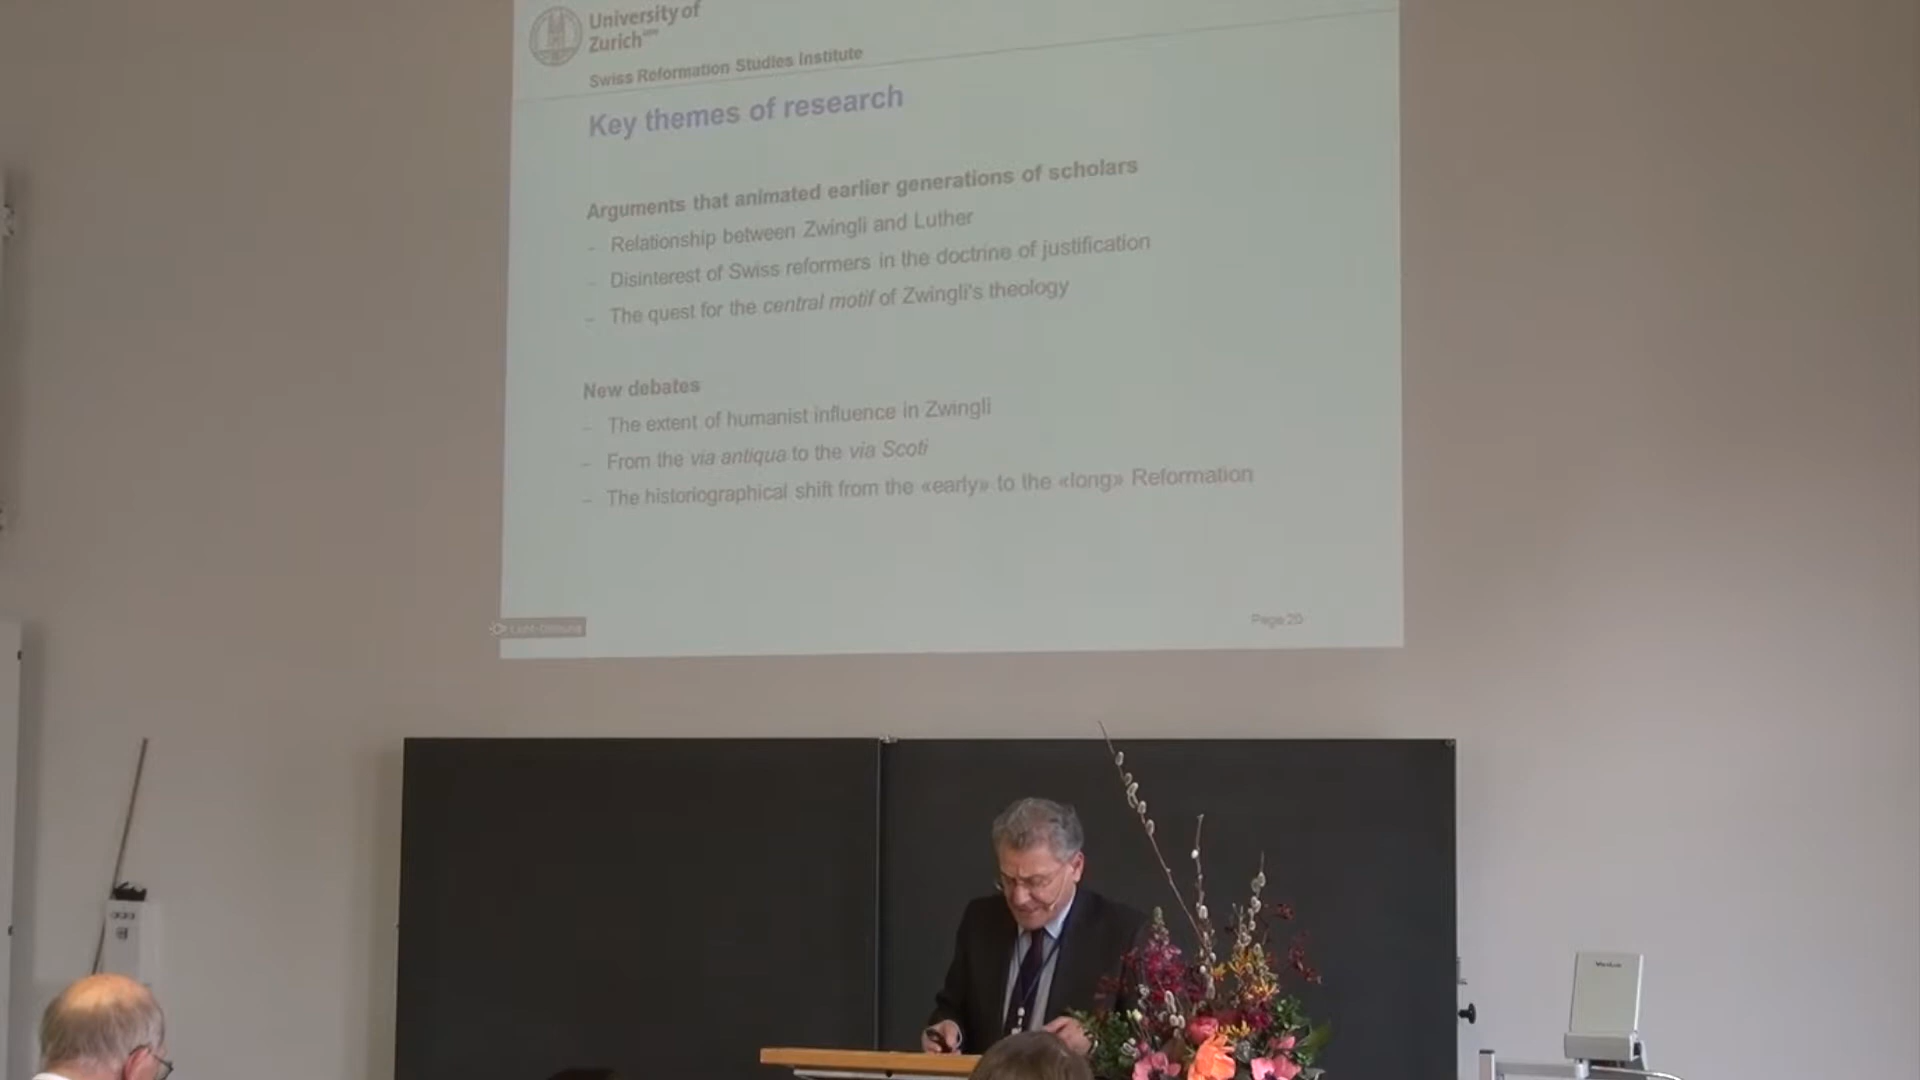 University of
Zurich
Swiss Reformation Studies Institute
Key themes of research
Arguments that animated earlier generations of scholars
– Relationship between Zwingli and Luther
– Disinterest of Swiss reformers in the doctrine of justification
– The quest for the central motif of Zwingli's theology
New debates
– The extent of humanist influence in Zwingli
– From the via antiqua to the via Scoti
– The historiographical shift from the «early» to the «long» Reformation
Page 20